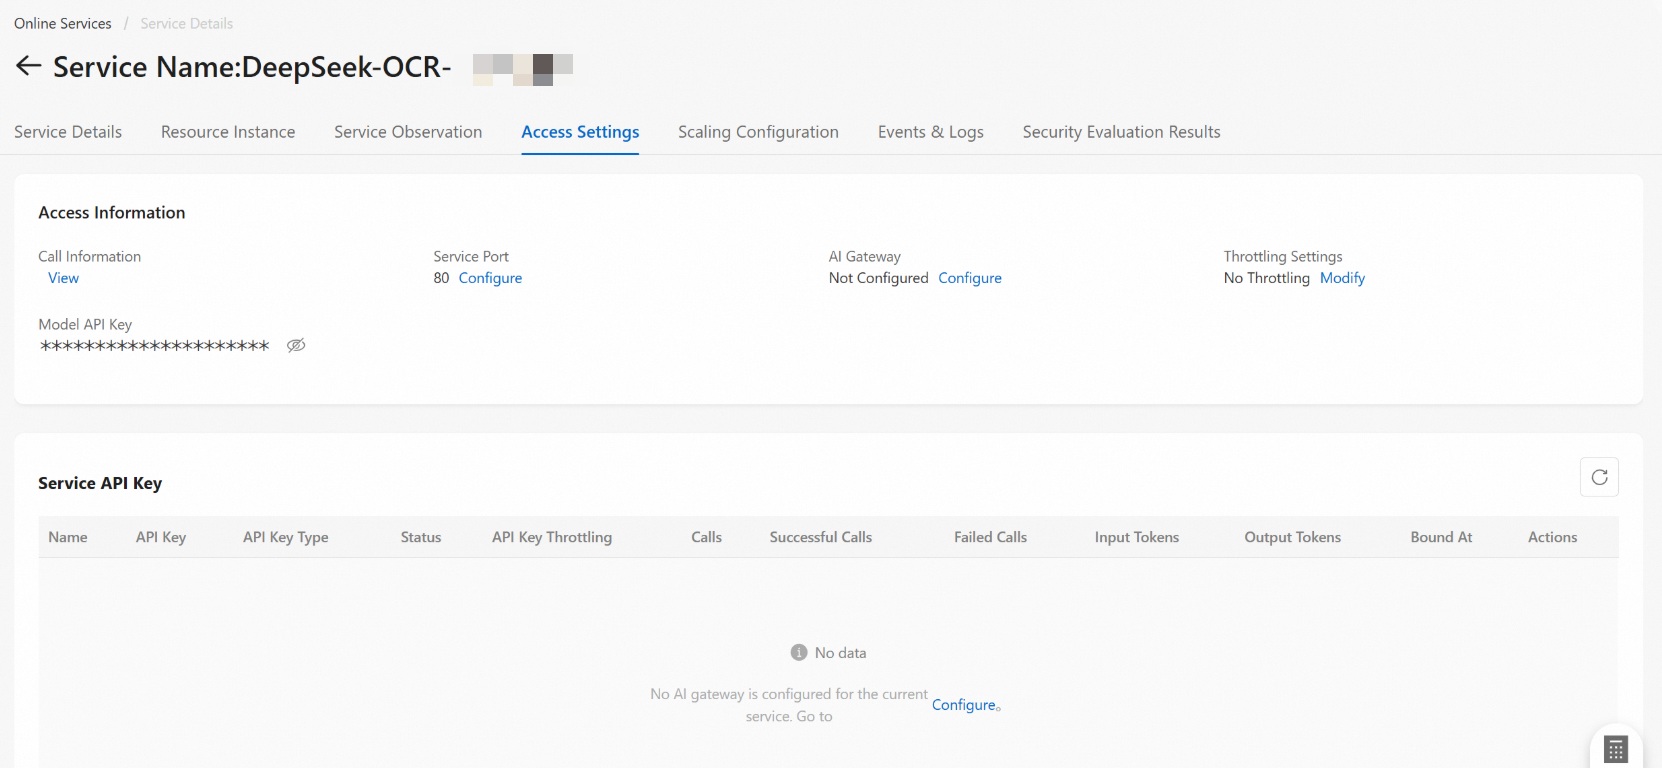 Online Services / Service Details
Service Name:DeepSeek-OCR-
Service Details Resource Instance Service Observation Access Settings Scaling Configuration Events & Logs Security Evaluation Results
Access Information
Call Information Service Port AI Gateway Throttling Settings
View 80 Configure Not Configured Configure No Throttling Modify
Model API Key
*********************
Service API Key
Name API Key API Key Type Status API Key Throttling Calls Successful Calls Failed Calls Input Tokens Output Tokens Bound At Actions
No data
No AI gateway is configured for the current
service. Go to Configure。